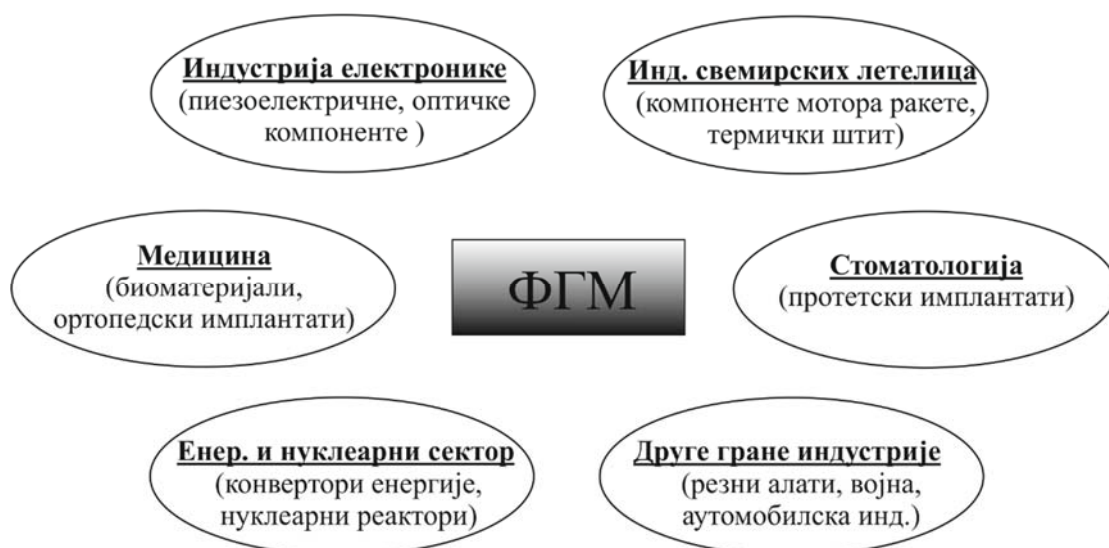 Индустрија електронике
(пиезоелектричне, оптичке
компоненте )
Инд. свемирских летелица
(компоненте мотора ракете,
термички штит)
Медицина
(биоматеријали,
ортопедски имплантати)
ФГМ
Стоматологија
(протетски имплантати)
Енер. и нуклеарни сектор
(конвертори енергије,
нуклеарни реактори)
Друге гране индустрије
(резни алати, војна,
аутомобилска инд.)